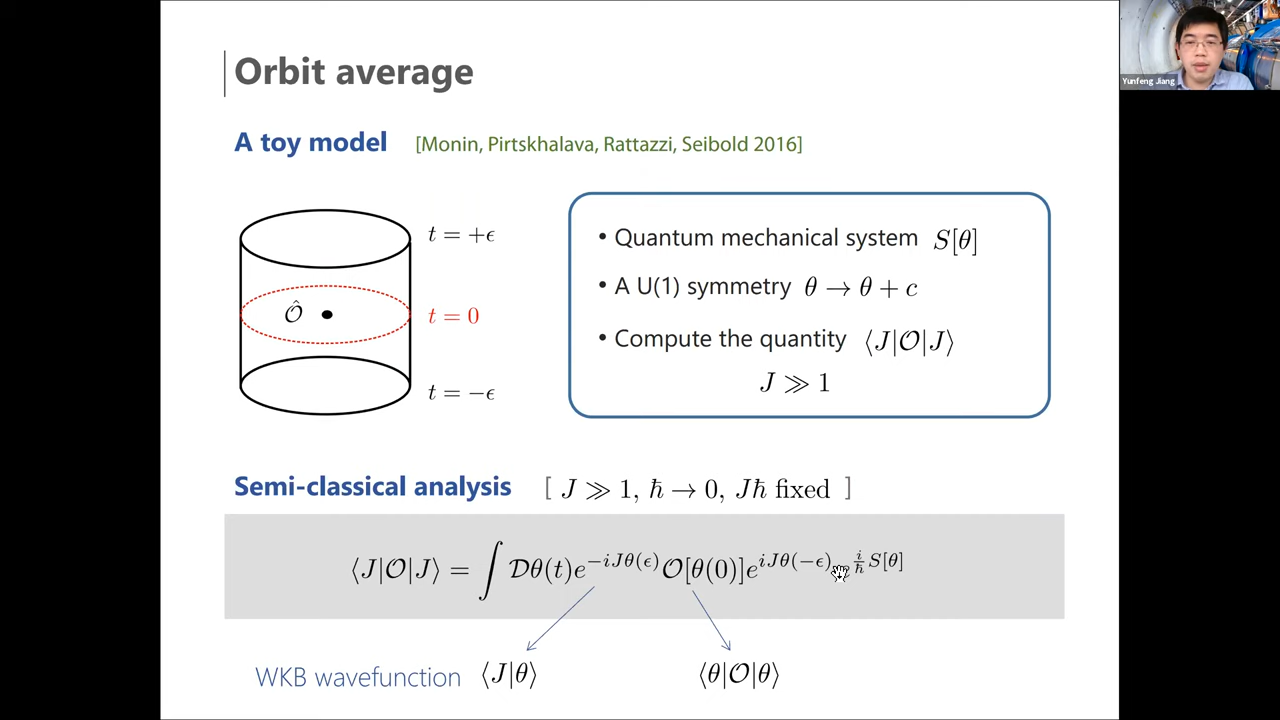 Orbit average
Yunfeng Jiang
A toy model [Monin, Pirtskhalava, Rattazzi, Seibold 2016]
t = +ϵ
Ô
t = 0
t = −ϵ
• Quantum mechanical system S[θ]
• A U(1) symmetry θ → θ + c
• Compute the quantity ⟨J|𝒪|J⟩
J ≫ 1
Semi-classical analysis [ J ≫ 1, ℏ → 0, Jℏ fixed ]
⟨J|𝒪|J⟩ = ∫ 𝒟θ(t)e^{−iJθ(ϵ)}𝒪[θ(0)]e^{iJθ(−ϵ)}e^{\frac{i}{ℏ}S[θ]}
WKB wavefunction ⟨J|θ⟩ ⟨θ|𝒪|θ⟩